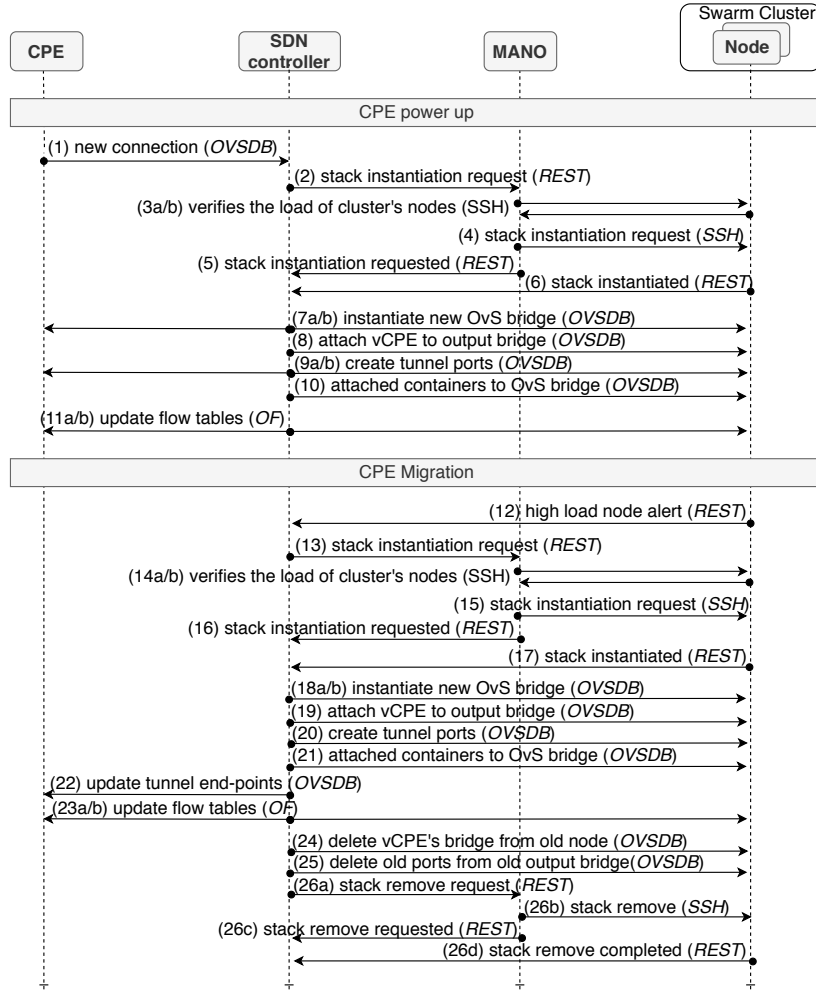 Swarm Cluster
CPE
SDN
controller
MANO
Node
CPE power up
(1) new connection (OVSDB)
(2) stack instantiation request (REST)
(3a/b) verifies the load of cluster's nodes (SSH)
(4) stack instantiation request (SSH)
(5) stack instantiation requested (REST)
(6) stack instantiated (REST)
(7a/b) instantiate new OvS bridge (OVSDB)
(8) attach vCPE to output bridge (OVSDB)
(9a/b) create tunnel ports (OVSDB)
(10) attached containers to OvS bridge (OVSDB)
(11a/b) update flow tables (OF)
CPE Migration
(12) high load node alert (REST)
(13) stack instantiation request (REST)
(14a/b) verifies the load of cluster's nodes (SSH)
(15) stack instantiation request (SSH)
(16) stack instantiation requested (REST)
(17) stack instantiated (REST)
(18a/b) instantiate new OvS bridge (OVSDB)
(19) attach vCPE to output bridge (OVSDB)
(20) create tunnel ports (OVSDB)
(21) attached containers to OvS bridge (OVSDB)
(22) update tunnel end-points (OVSDB)
(23a/b) update flow tables (OF)
(24) delete vCPE's bridge from old node (OVSDB)
(25) delete old ports from old output bridge(OVSDB)
(26a) stack remove request (REST)
(26b) stack remove (SSH)
(26c) stack remove requested (REST)
(26d) stack remove completed (REST)